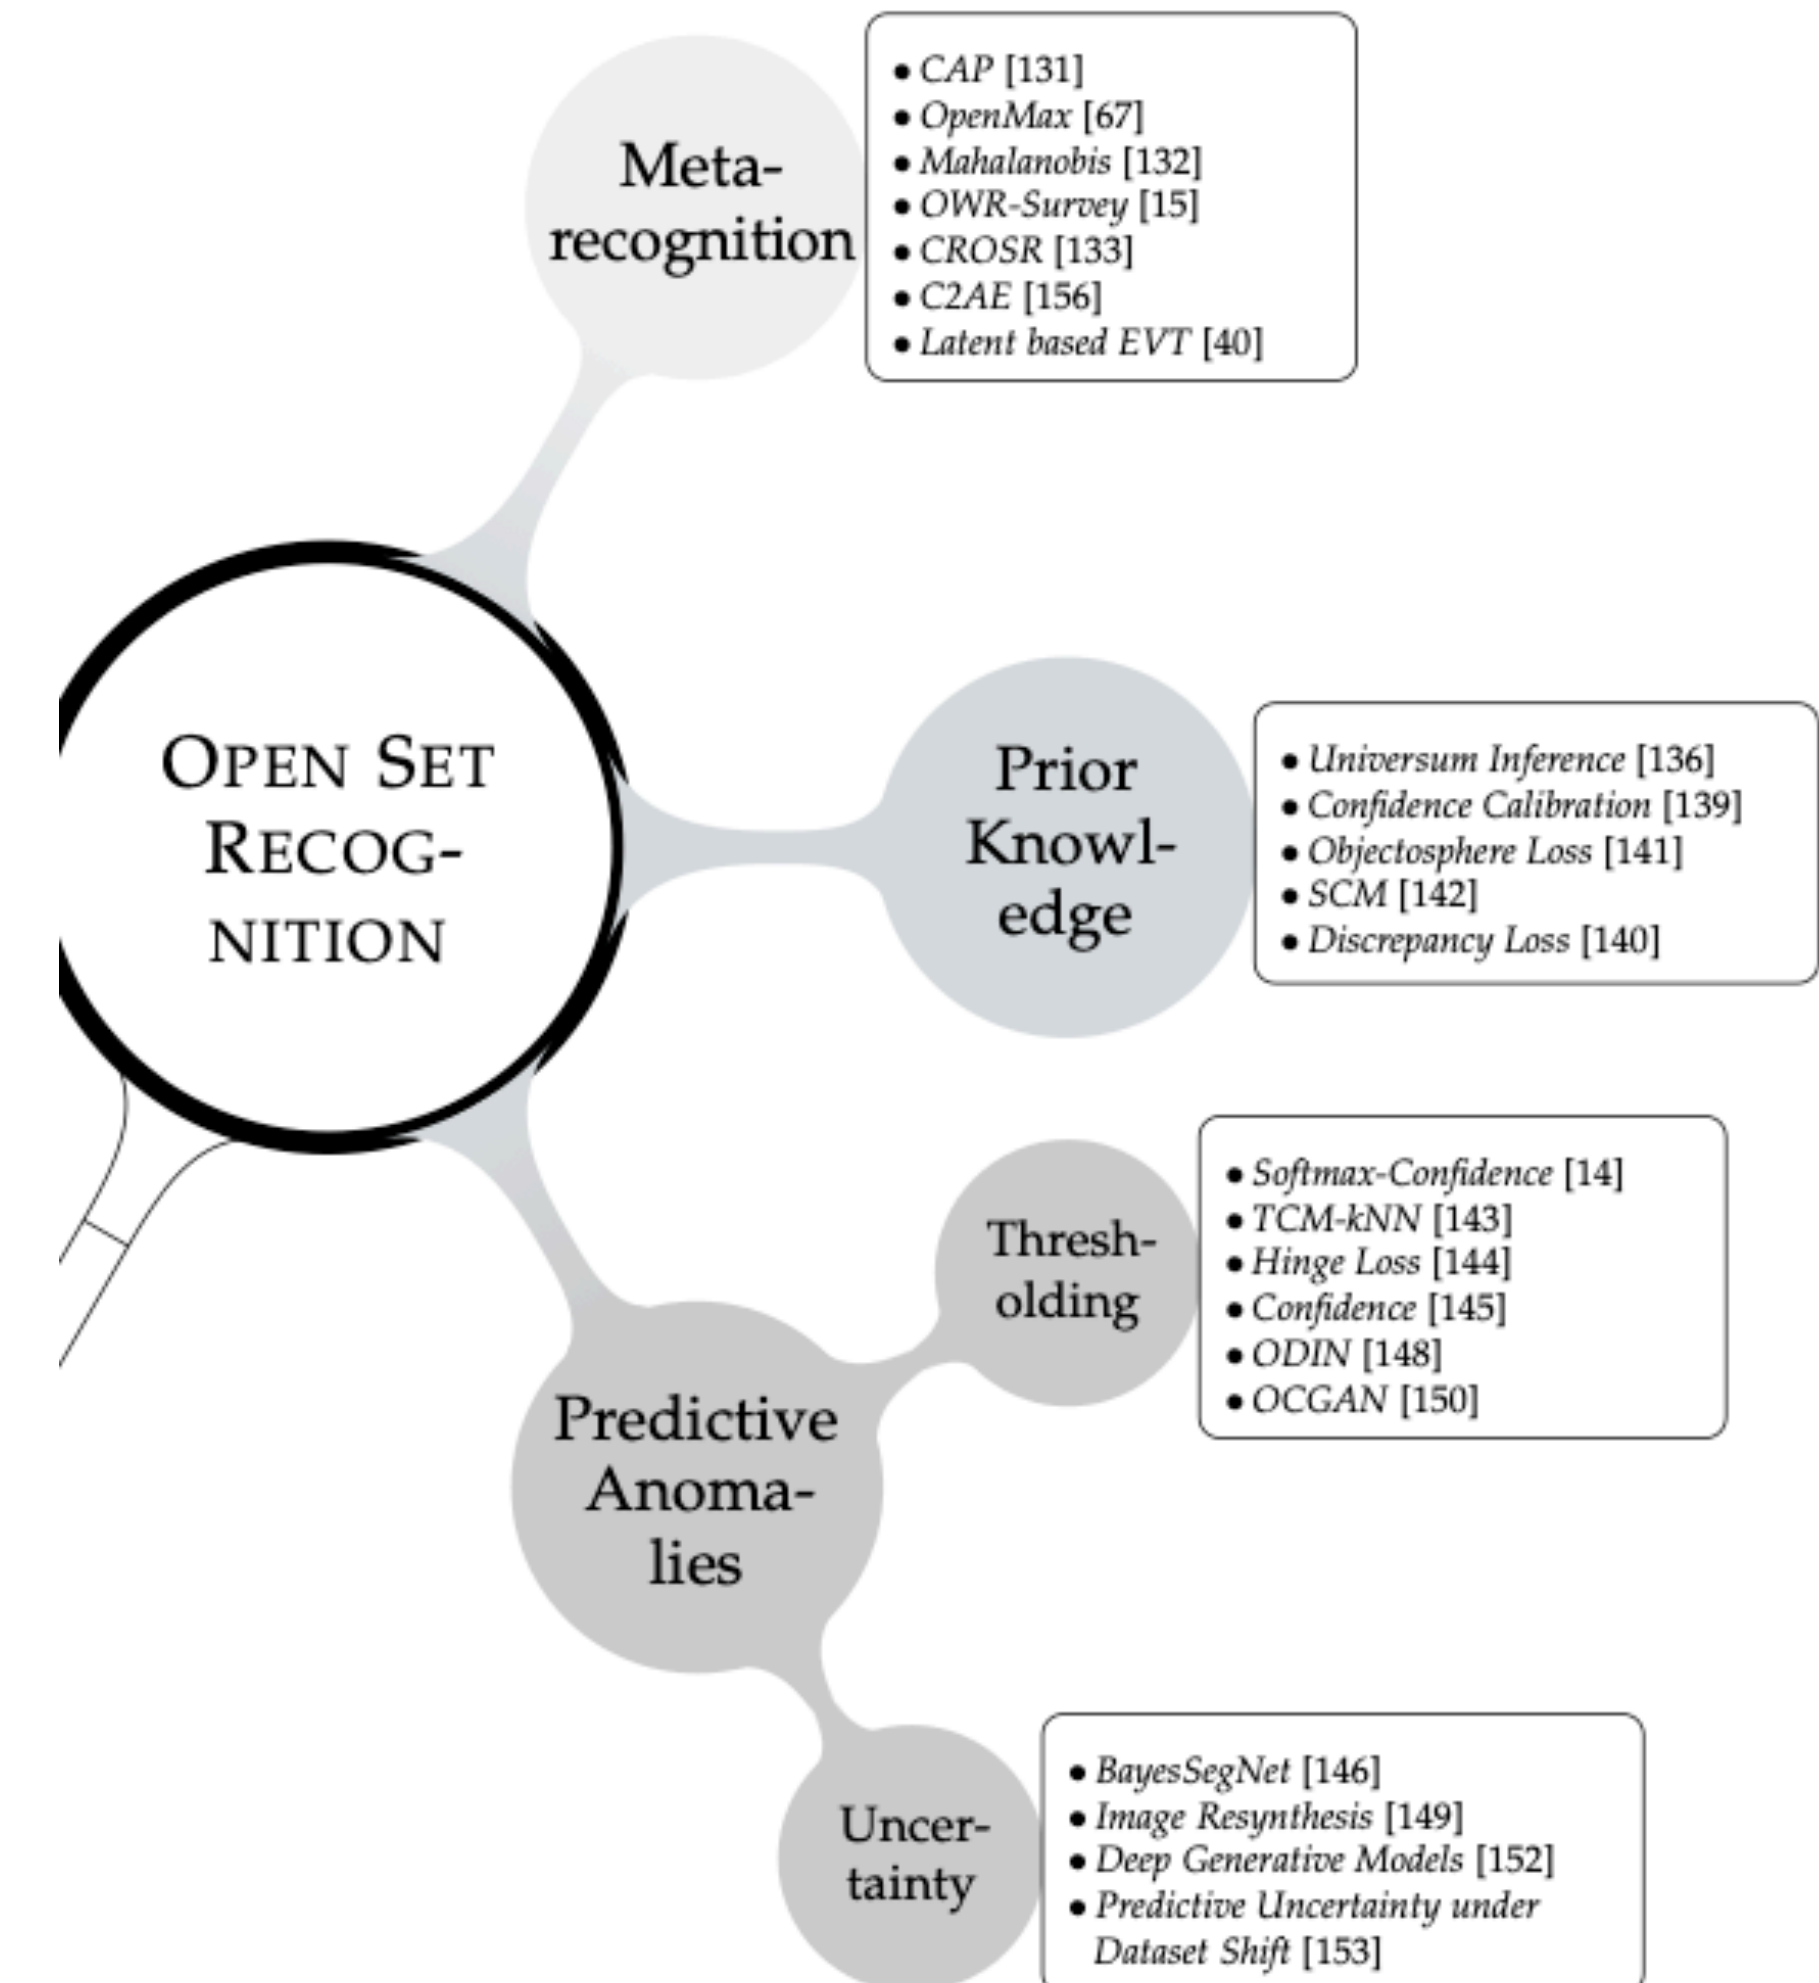 Meta-
recognition
• CAP [131]
• OpenMax [67]
• Mahalanobis [132]
• OWR-Survey [15]
• CROSR [133]
• C2AE [156]
• Latent based EVT [40]
OPEN SET
RECOG-
NITION
Prior
Knowl-
edge
• Universum Inference [136]
• Confidence Calibration [139]
• Objectosphere Loss [141]
• SCM [142]
• Discrepancy Loss [140]
Thresh-
olding
• Softmax-Confidence [14]
• TCM-kNN [143]
• Hinge Loss [144]
• Confidence [145]
• ODIN [148]
• OCGAN [150]
Predictive
Anoma-
lies
Uncer-
tainty
• BayesSegNet [146]
• Image Resynthesis [149]
• Deep Generative Models [152]
• Predictive Uncertainty under
Dataset Shift [153]